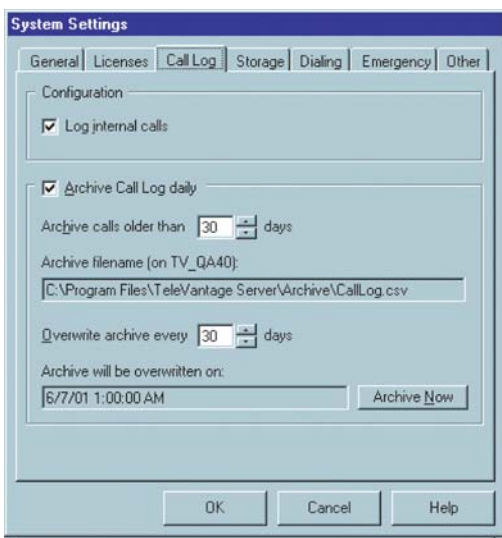 System Settings
General Licenses Call Log Storage Dialing Emergency Other
Configuration
Log internal calls
Archive Call Log daily
Archive calls older than 30 days
Archive filename (on TV_QA40):
C:\Program Files\TeleVantage Server\Archive\CallLog.csv
Overwrite archive every 30 days
Archive will be overwritten on:
6/7/01 1:00:00 AM Archive Now
OK Cancel Help